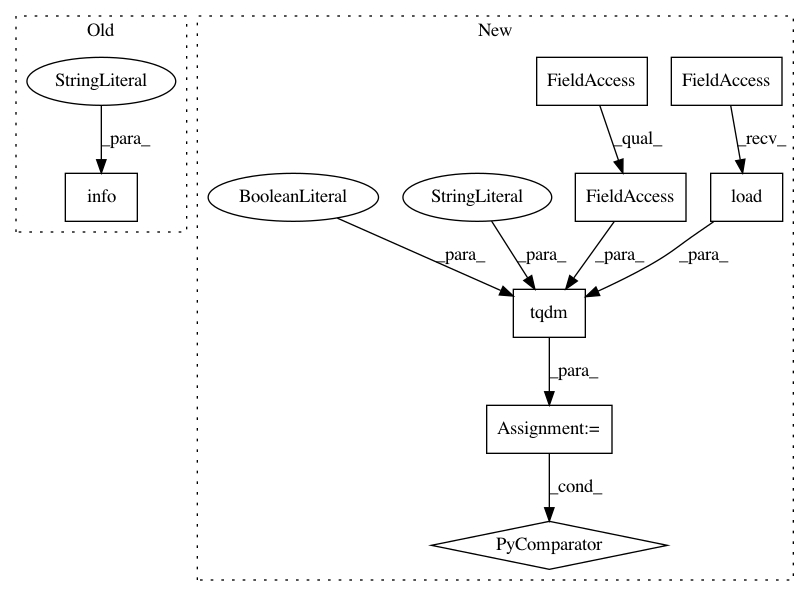 Old
New
StringLiteral
FieldAccess
FieldAccess
_para_
_qual_
_recv_
info
BooleanLiteral
StringLiteral
FieldAccess
load
_para_
_para_
_para_
_para_
tqdm
_para_
Assignment:=
_cond_
PyComparator